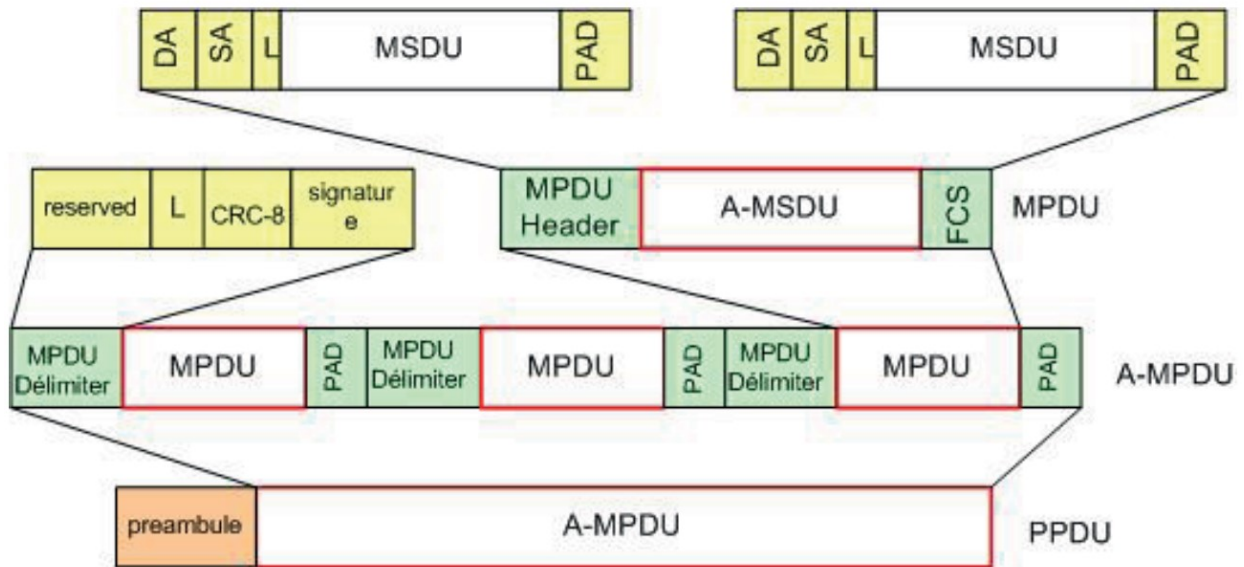 DA SA L MSDU PAD DA SA L MSDU PAD
reserved L CRC-8 signatur
e
MPDU
Header
A-MSDU FCS MPDU
MPDU
Délimiter
MPDU PAD
MPDU
Délimiter
MPDU PAD
MPDU
Délimiter
MPDU PAD A-MPDU
preambule A-MPDU PPDU